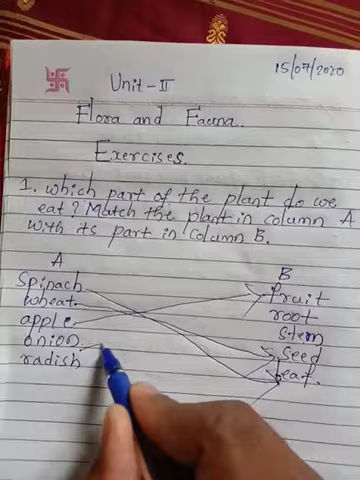 15/07/2020
Unit-II
Flora and Fauna.
Exercises.
1. which part of the plant do we
eat? Match the plant in column A
with its part in column B.
A B
Spinach fruit
wheat root
apple stem
onion seed
radish leaf.